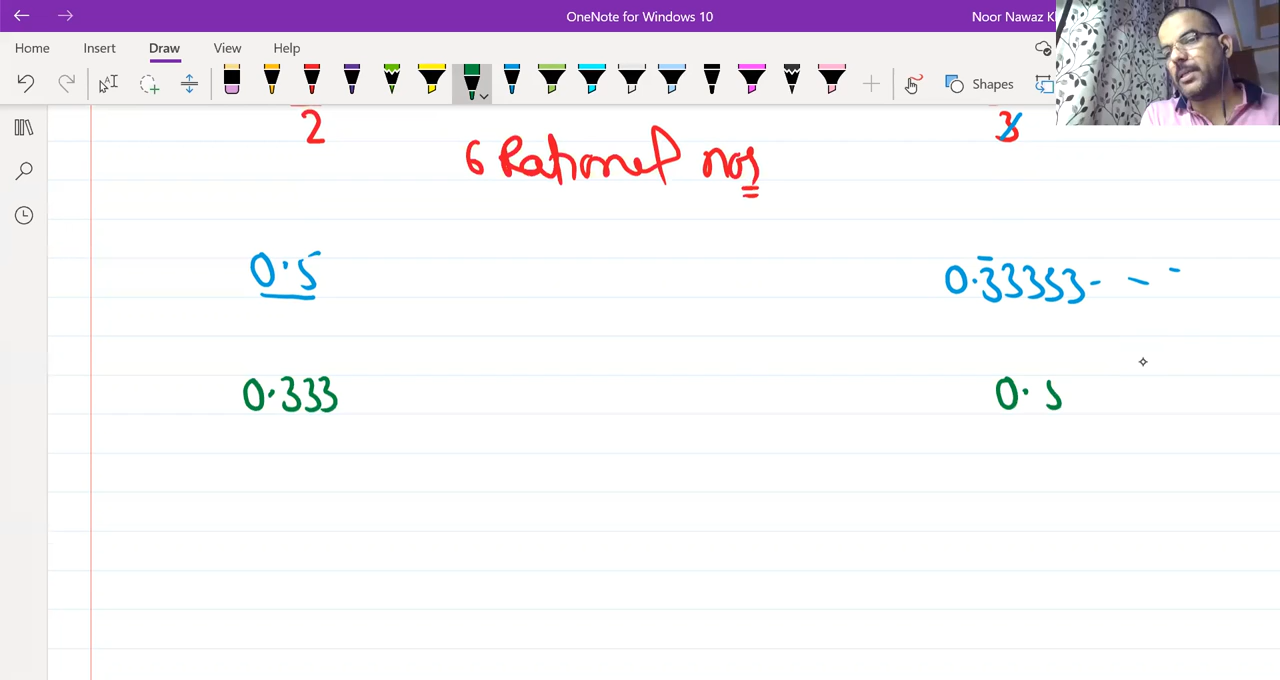 OneNote for Windows 10
Noor Nawaz K
Home Insert Draw View Help
Shapes
2
3
6 Rational nos
0.5
0.33333- - -
0.333
0.5